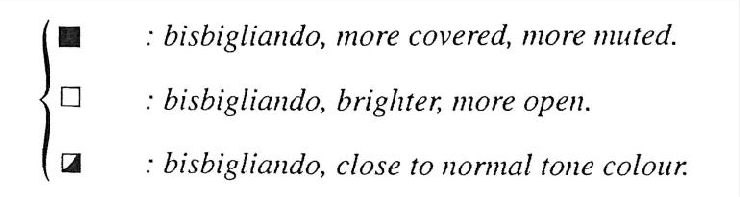 ■ : bisbigliando, more covered, more muted.
□ : bisbigliando, brighter, more open.
◪ : bisbigliando, close to normal tone colour.